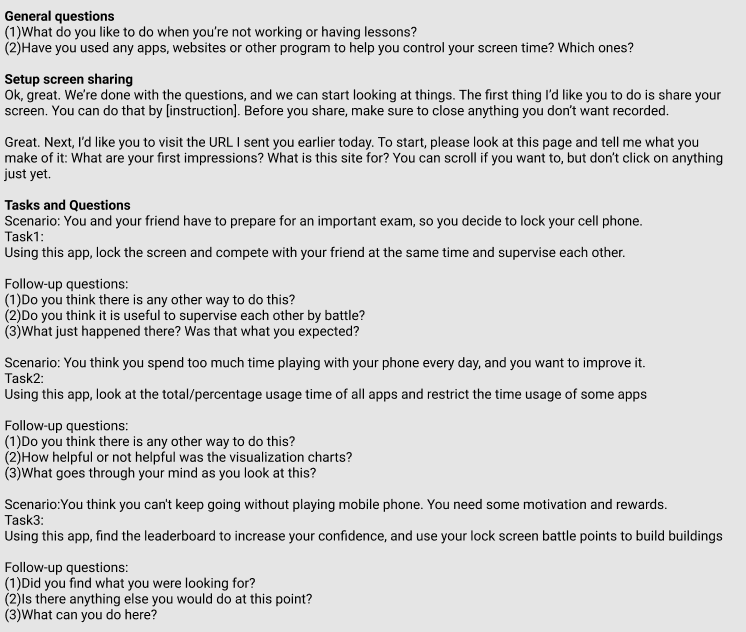 General questions
(1)What do you like to do when you're not working or having lessons?
(2)Have you used any apps, websites or other program to help you control your screen time? Which ones?
Setup screen sharing
Ok, great. We're done with the questions, and we can start looking at things. The first thing I'd like you to do is share your
screen. You can do that by [instruction]. Before you share, make sure to close anything you don't want recorded.
Great. Next, I'd like you to visit the URL I sent you earlier today. To start, please look at this page and tell me what you
make of it: What are your first impressions? What is this site for? You can scroll if you want to, but don't click on anything
just yet.
Tasks and Questions
Scenario: You and your friend have to prepare for an important exam, so you decide to lock your cell phone.
Task1:
Using this app, lock the screen and compete with your friend at the same time and supervise each other.
Follow-up questions:
(1)Do you think there is any other way to do this?
(2)Do you think it is useful to supervise each other by battle?
(3)What just happened there? Was that what you expected?
Scenario: You think you spend too much time playing with your phone every day, and you want to improve it.
Task2:
Using this app, look at the total/percentage usage time of all apps and restrict the time usage of some apps
Follow-up questions:
(1)Do you think there is any other way to do this?
(2)How helpful or not helpful was the visualization charts?
(3)What goes through your mind as you look at this?
Scenario:You think you can't keep going without playing mobile phone. You need some motivation and rewards.
Task3:
Using this app, find the leaderboard to increase your confidence, and use your lock screen battle points to build buildings
Follow-up questions:
(1)Did you find what you were looking for?
(2)Is there anything else you would do at this point?
(3)What can you do here?